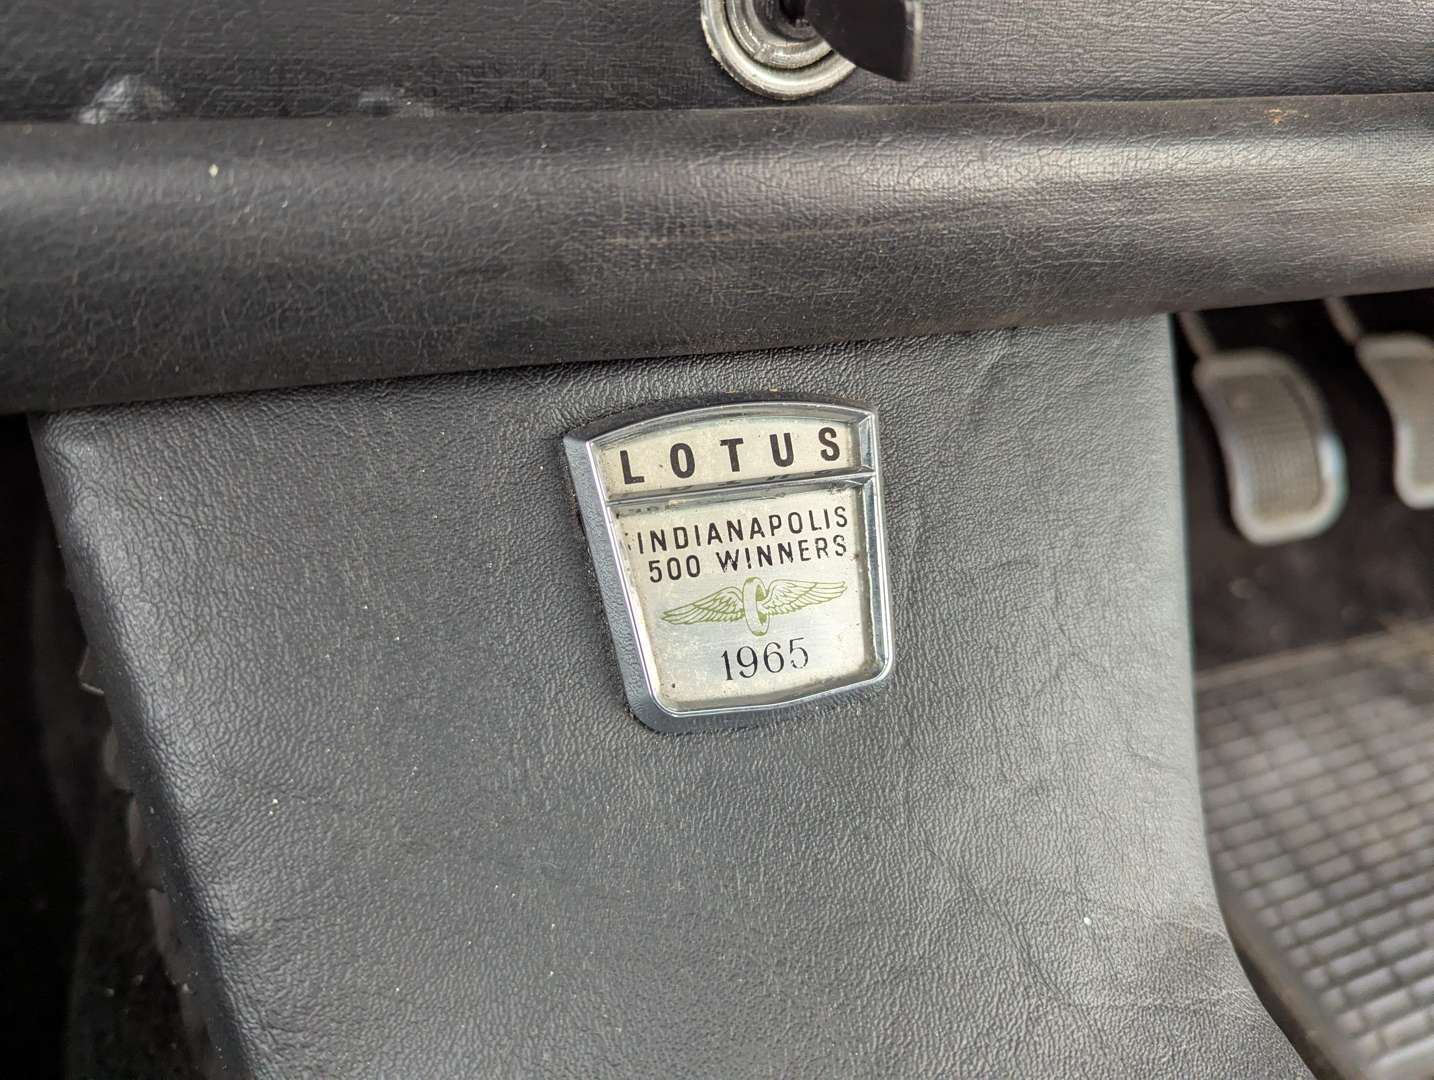 LOTUS
INDIANAPOLIS
500 WINNERS
1965